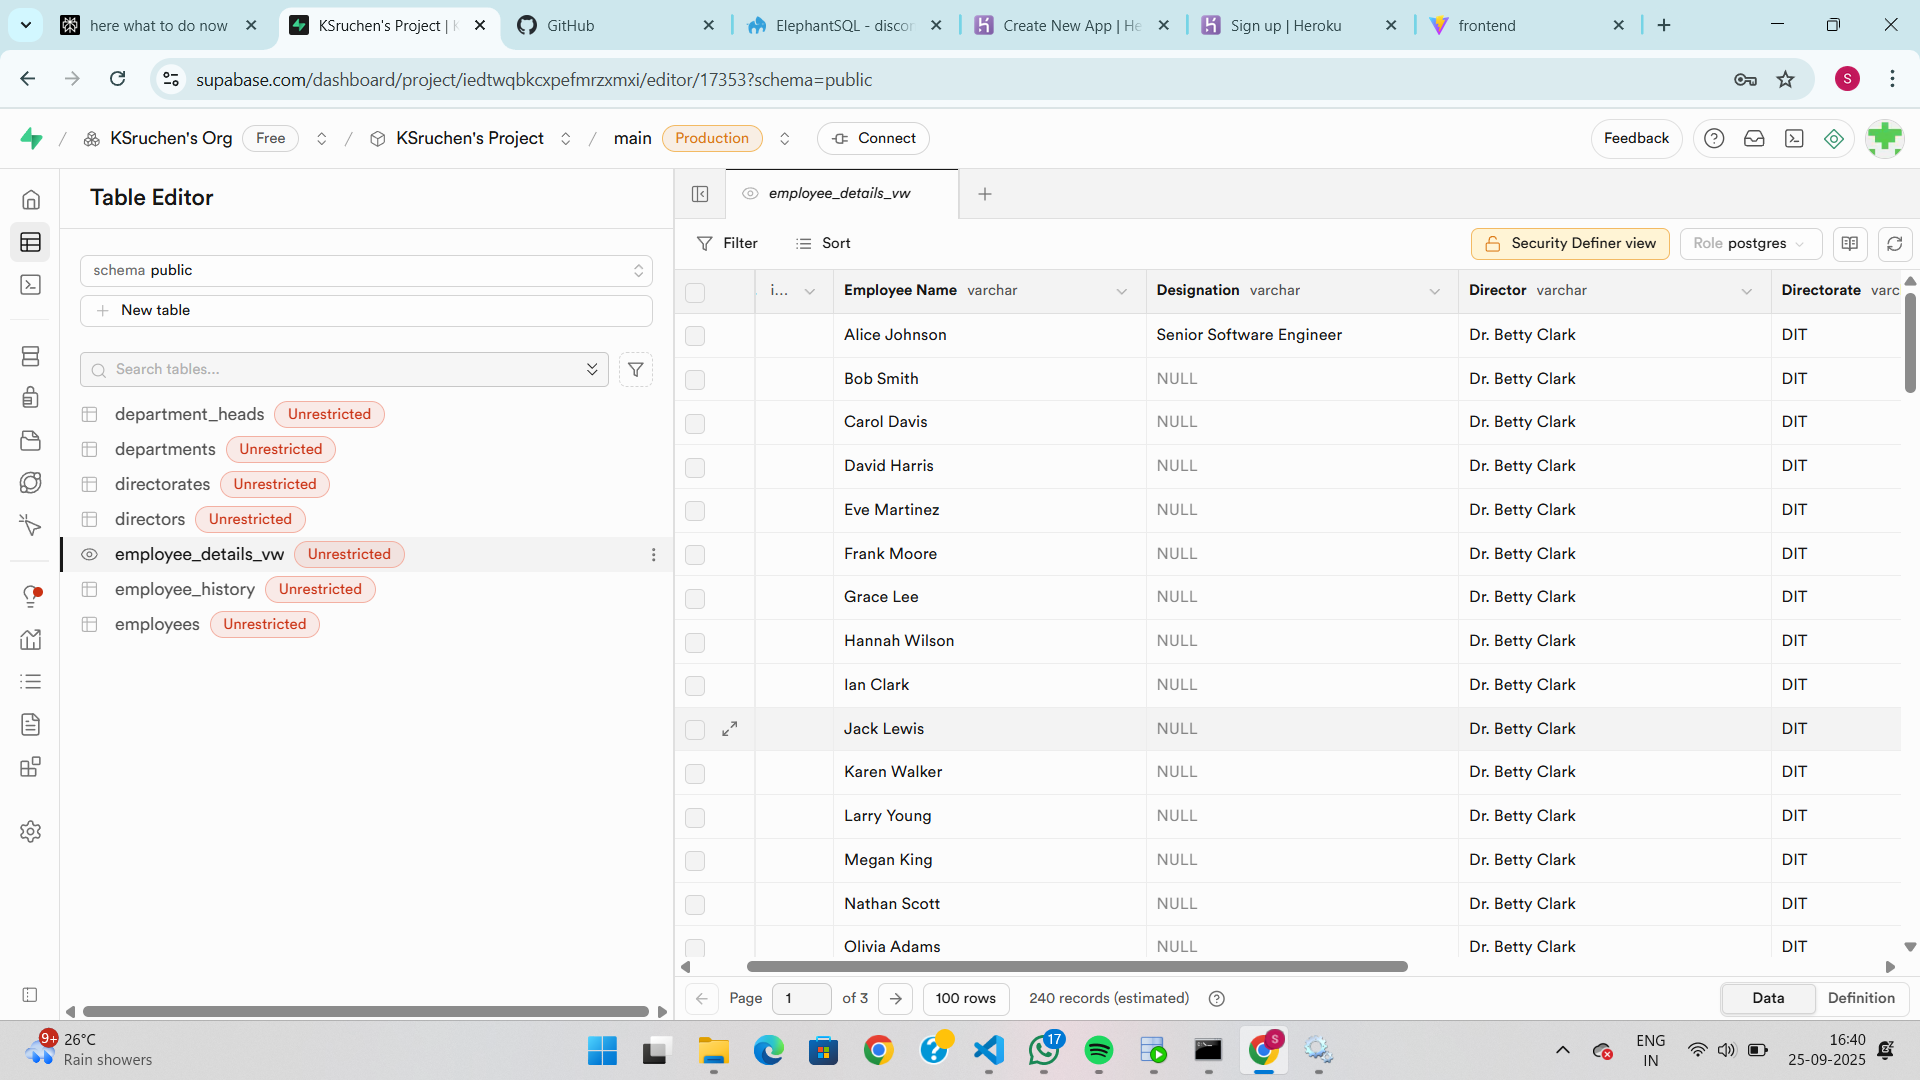 here what to do now
KSruchen's Project | K
GitHub
ElephantSQL - discon
Create New App | He
Sign up | Heroku
frontend
supabase.com/dashboard/project/iedtwqbkcxpefmrzxmxi/editor/17353?schema=public
S
KSruchen's Org Free / KSruchen's Project / main Production Connect
Feedback
Table Editor
schema public
New table
Search tables...
department_heads Unrestricted
departments Unrestricted
directorates Unrestricted
directors Unrestricted
employee_details_vw Unrestricted
employee_history Unrestricted
employees Unrestricted
employee_details_vw
Filter Sort Security Definer view Role postgres
i... Employee Name varchar Designation varchar Director varchar Directorate varc
Alice Johnson Senior Software Engineer Dr. Betty Clark DIT
Bob Smith NULL Dr. Betty Clark DIT
Carol Davis NULL Dr. Betty Clark DIT
David Harris NULL Dr. Betty Clark DIT
Eve Martinez NULL Dr. Betty Clark DIT
Frank Moore NULL Dr. Betty Clark DIT
Grace Lee NULL Dr. Betty Clark DIT
Hannah Wilson NULL Dr. Betty Clark DIT
Ian Clark NULL Dr. Betty Clark DIT
Jack Lewis NULL Dr. Betty Clark DIT
Karen Walker NULL Dr. Betty Clark DIT
Larry Young NULL Dr. Betty Clark DIT
Megan King NULL Dr. Betty Clark DIT
Nathan Scott NULL Dr. Betty Clark DIT
Olivia Adams NULL Dr. Betty Clark DIT
Page 1 of 3 100 rows 240 records (estimated) Data Definition
9+
26°C
Rain showers
17
S
ENG
IN
16:40
25-09-2025